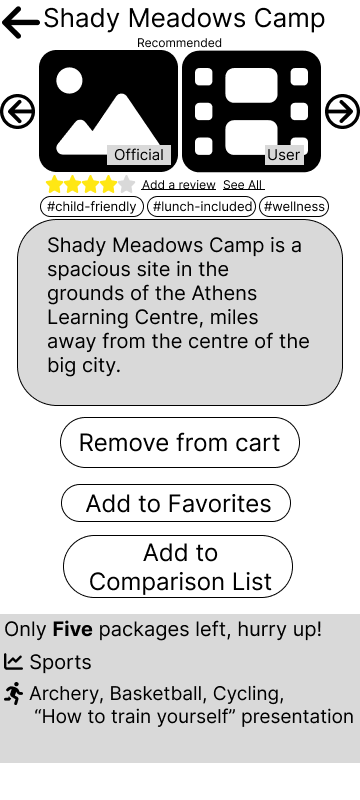 Shady Meadows Camp
Recommended
Official
User
Add a review See All
#child-friendly #lunch-included #wellness
Shady Meadows Camp is a
spacious site in the
grounds of the Athens
Learning Centre, miles
away from the centre of the
big city.
Remove from cart
Add to Favorites
Add to
Comparison List
Only Five packages left, hurry up!
Sports
Archery, Basketball, Cycling,
“How to train yourself” presentation